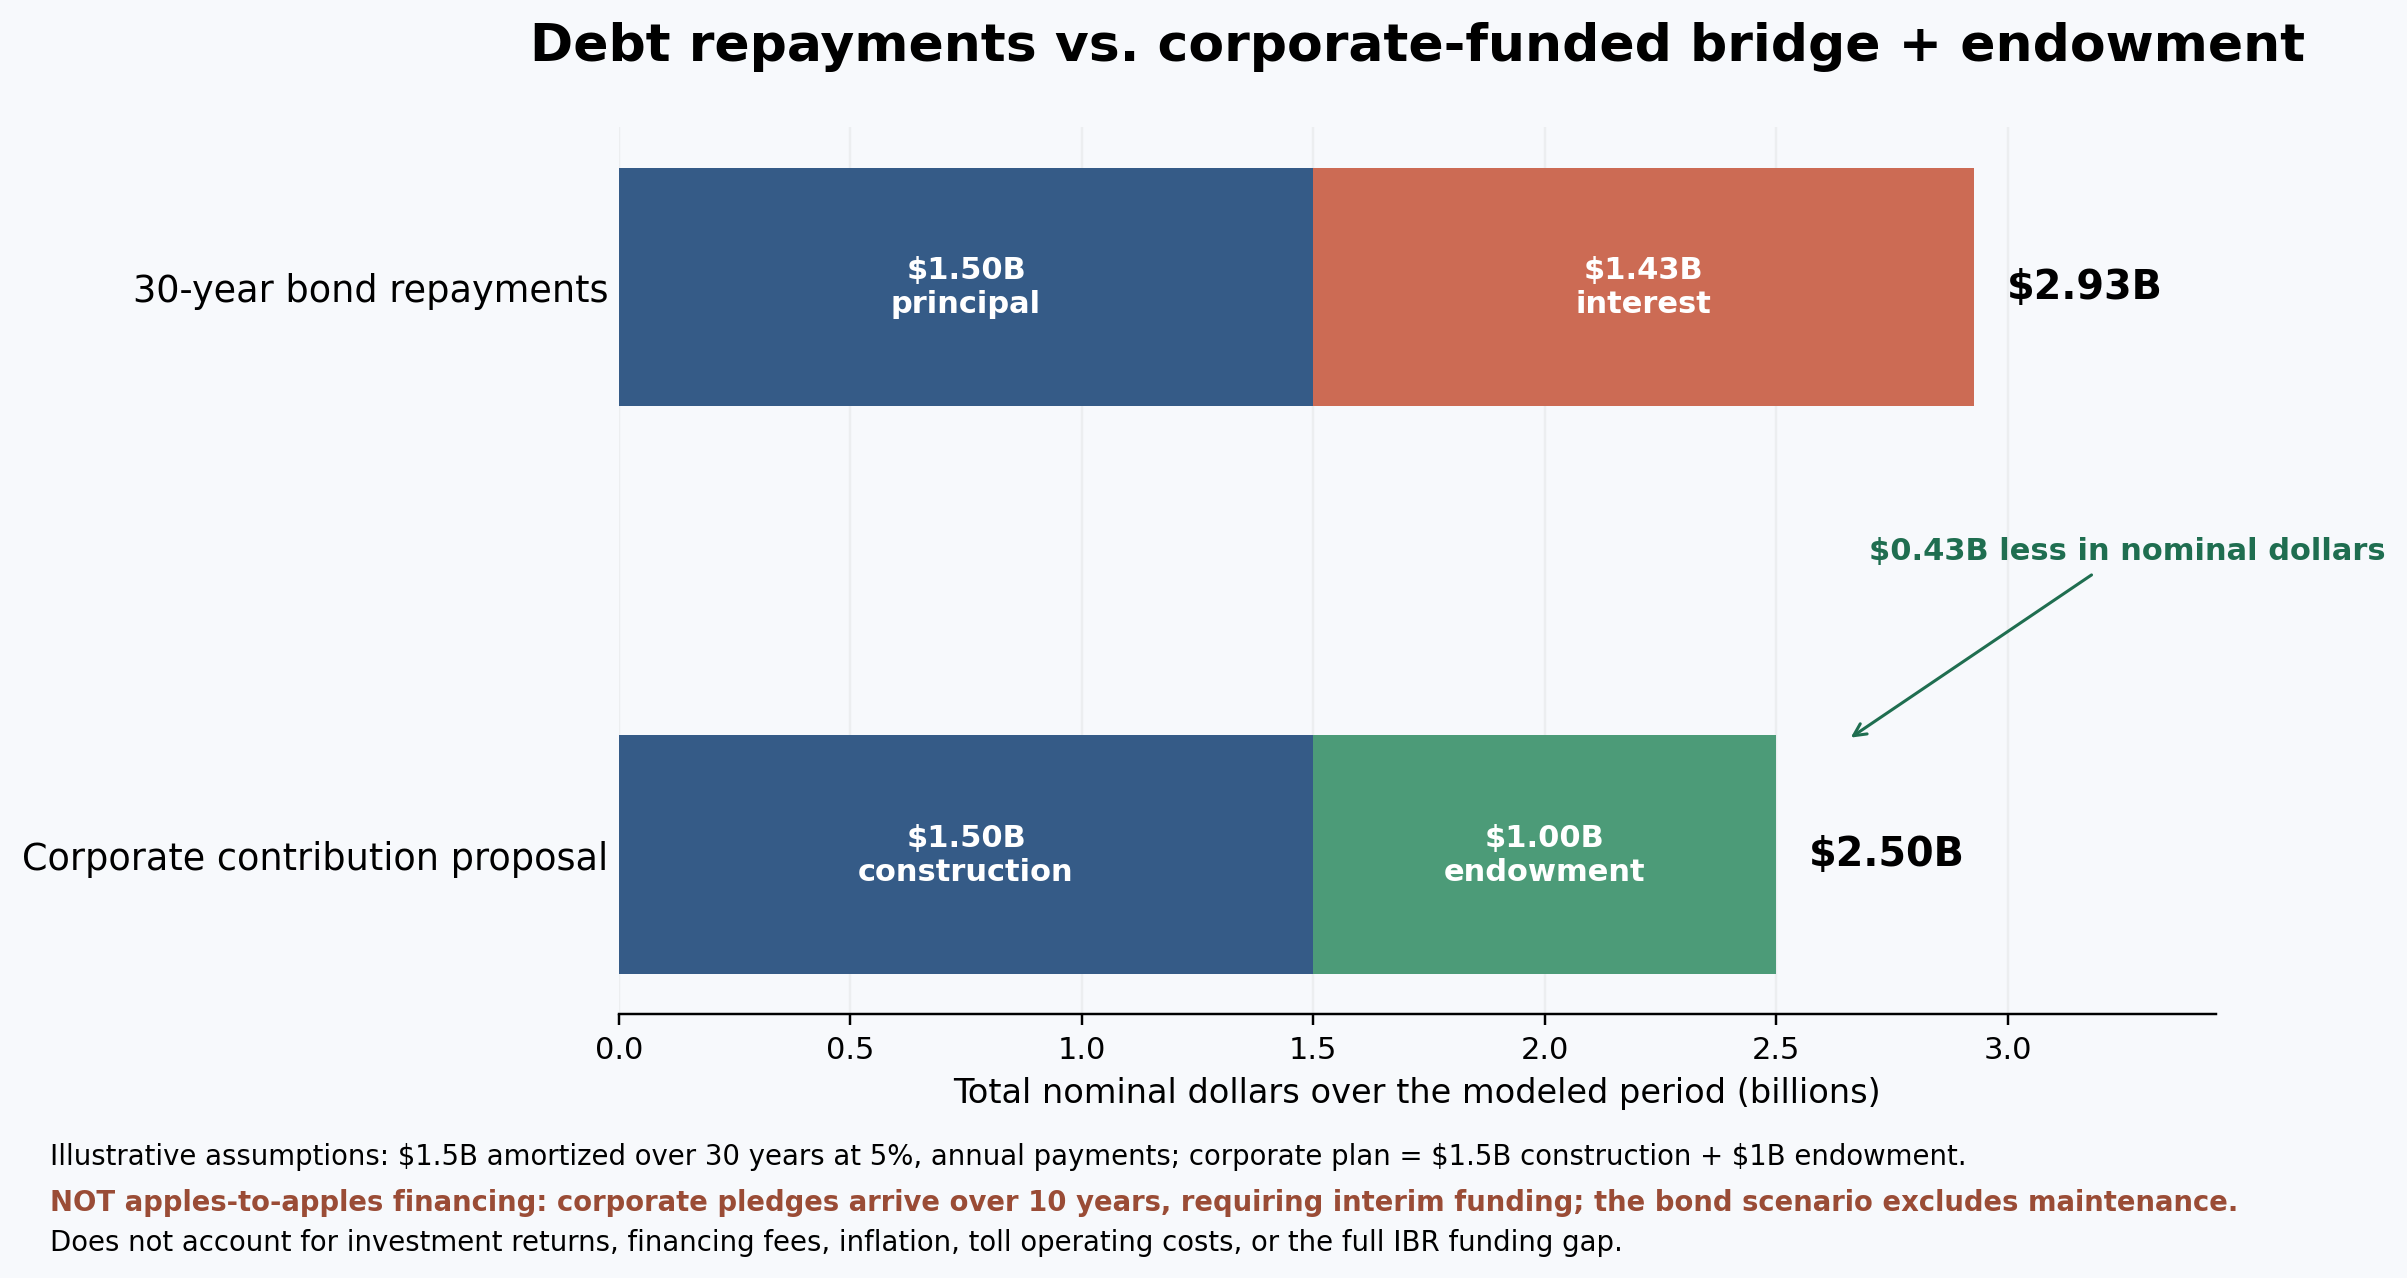 Debt repayments vs. corporate-funded bridge + endowment
30-year bond repayments
$1.50B
principal
$1.43B
interest
$2.93B
$0.43B less in nominal dollars
Corporate contribution proposal
$1.50B
construction
$1.00B
endowment
$2.50B
0.0 0.5 1.0 1.5 2.0 2.5 3.0
Total nominal dollars over the modeled period (billions)
Illustrative assumptions: $1.5B amortized over 30 years at 5%, annual payments; corporate plan = $1.5B construction + $1B endowment.
NOT apples-to-apples financing: corporate pledges arrive over 10 years, requiring interim funding; the bond scenario excludes maintenance.
Does not account for investment returns, financing fees, inflation, toll operating costs, or the full IBR funding gap.